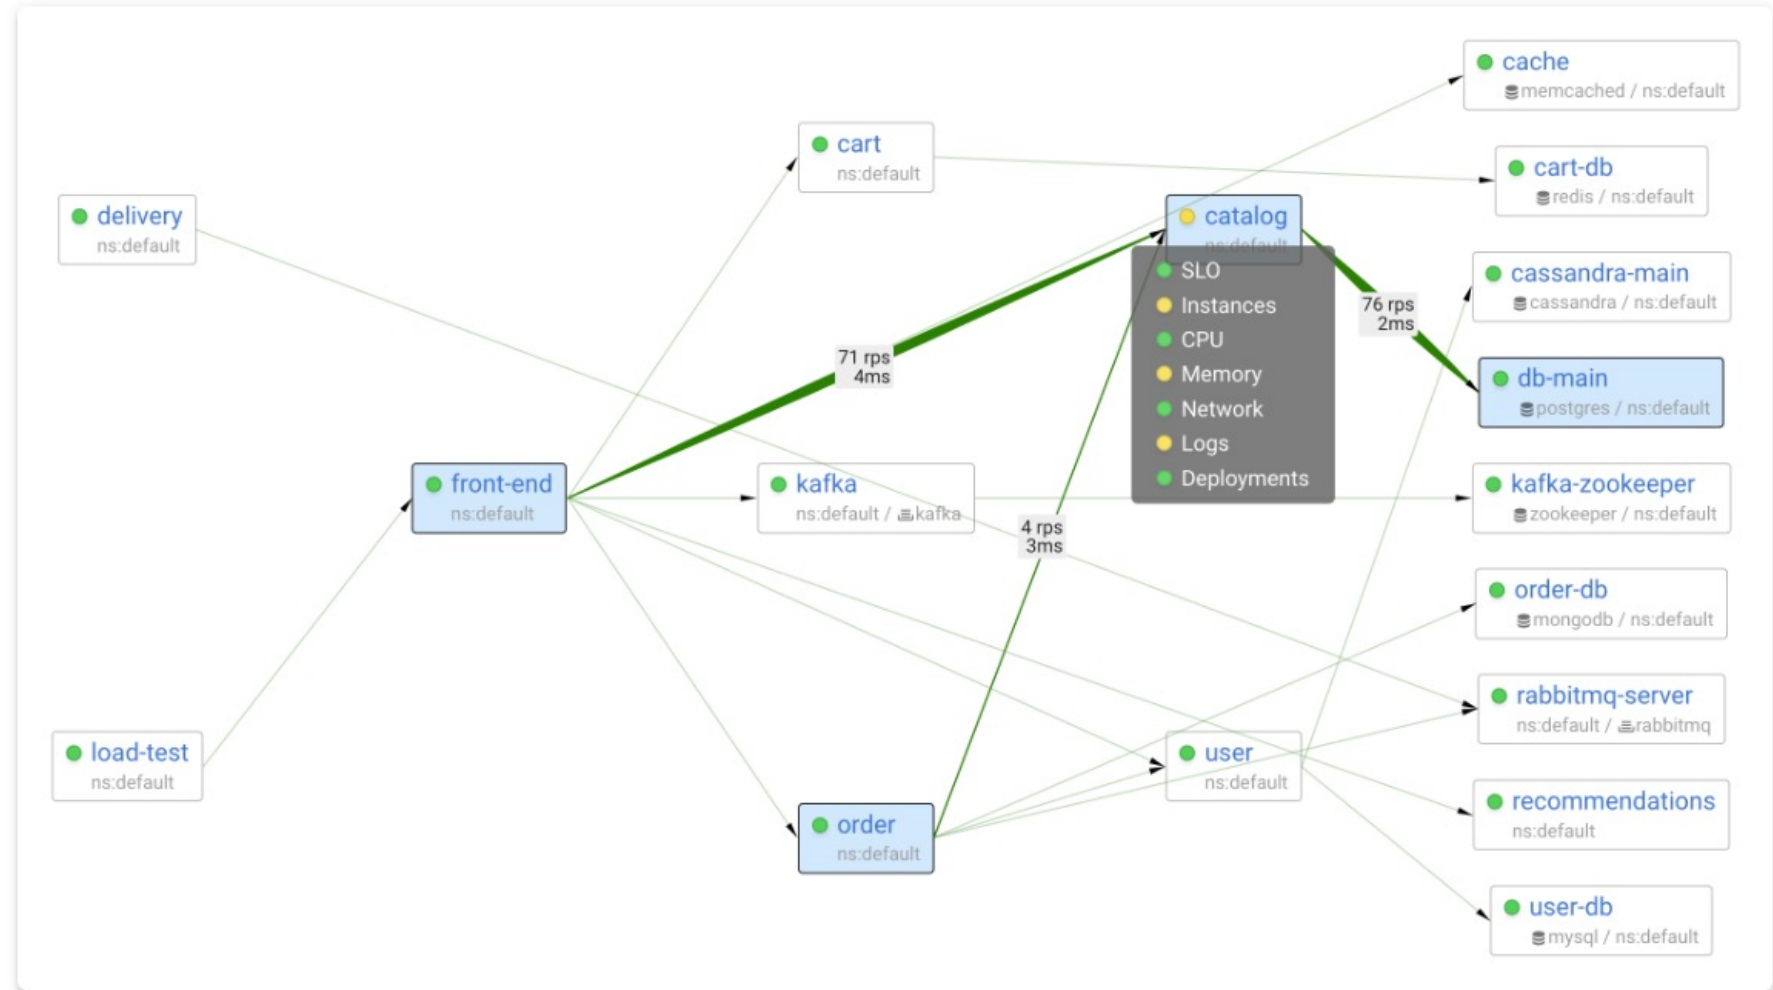 cache
memcached / ns:default
cart
ns:default
cart-db
redis / ns:default
delivery
ns:default
catalog
ns:default
SLO
Instances
CPU
Memory
Network
Logs
Deployments
cassandra-main
cassandra / ns:default
76 rps
2ms
71 rps
4ms
db-main
postgres / ns:default
front-end
ns:default
kafka
ns:default / kafka
kafka-zookeeper
zookeeper / ns:default
4 rps
3ms
order-db
mongodb / ns:default
rabbitmq-server
ns:default / rabbitmq
load-test
ns:default
user
ns:default
recommendations
ns:default
order
ns:default
user-db
mysql / ns:default